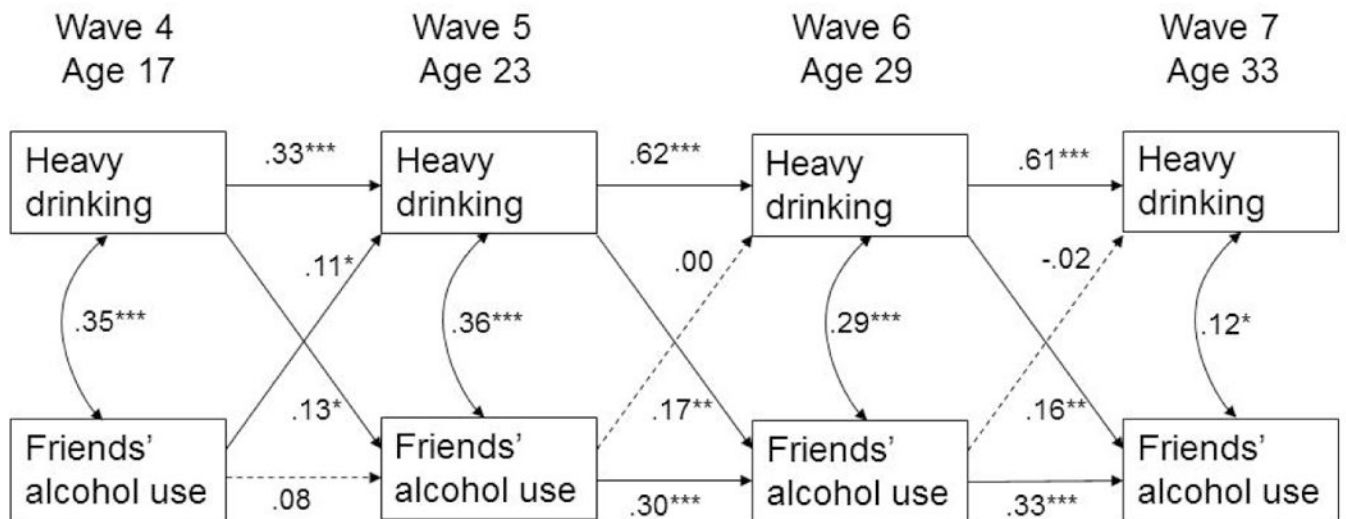 Wave 4
Age 17
Wave 5
Age 23
Wave 6
Age 29
Wave 7
Age 33
Heavy
drinking
.33***
Heavy
drinking
.62***
Heavy
drinking
.61***
Heavy
drinking
.11*
.00
-.02
.35***
.36***
.29***
.12*
.13*
.17**
.16**
Friends’
alcohol use
.08
Friends’
alcohol use
.30***
Friends’
alcohol use
.33***
Friends’
alcohol use